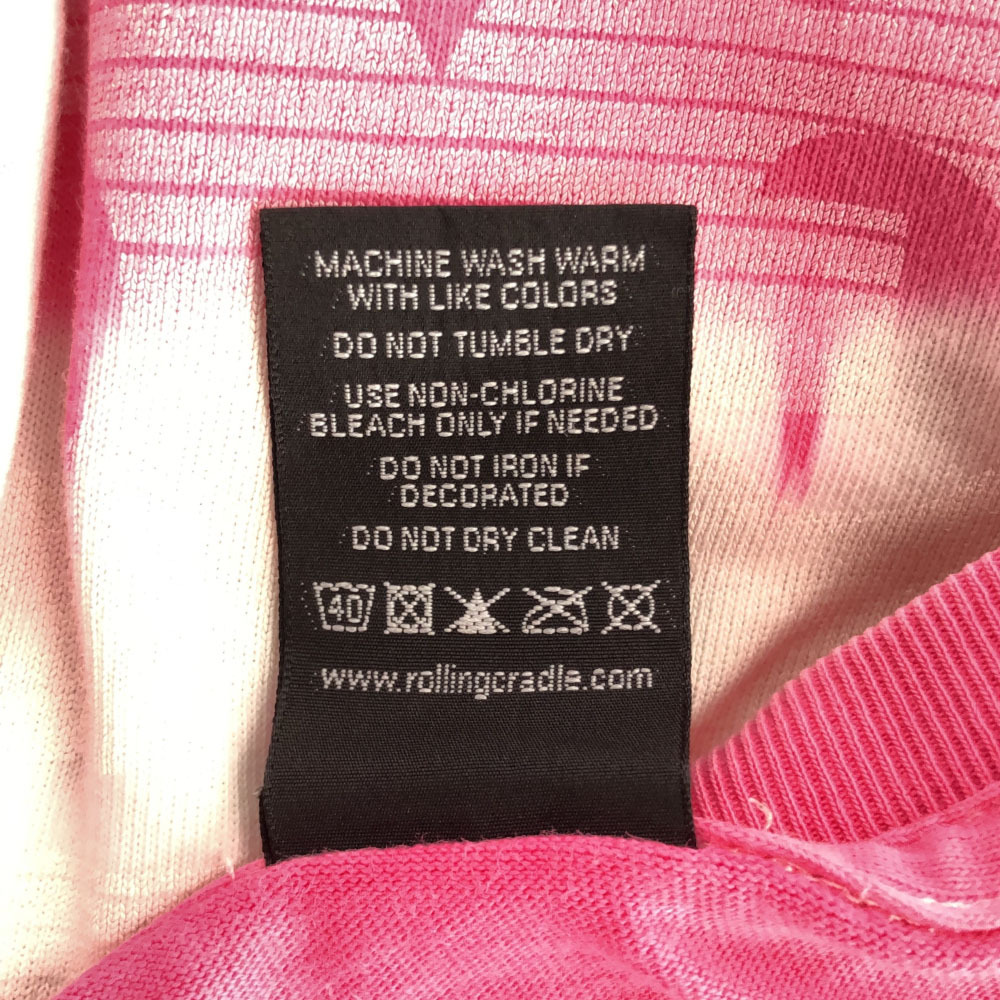 MACHINE WASH WARM
WITH LIKE COLORS
DO NOT TUMBLE DRY
USE NON-CHLORINE
BLEACH ONLY IF NEEDED
DO NOT IRON IF
DECORATED
DO NOT DRY CLEAN
40
www.rollingcradle.com